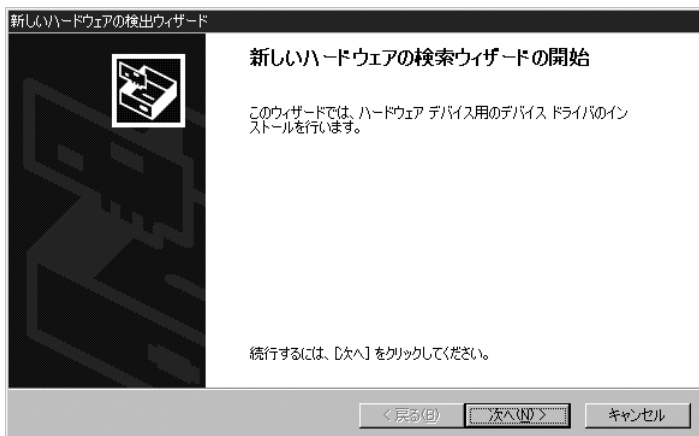 新しいハードウェアの検出ウィザード
新しいハードウェアの検索ウィザードの開始
このウィザードでは、ハードウェア デバイス用のデバイス ドライバのイン
ストールを行います。
続行するには、[次へ] をクリックしてください。
< 戻る(B)
次へ(N) >
キャンセル